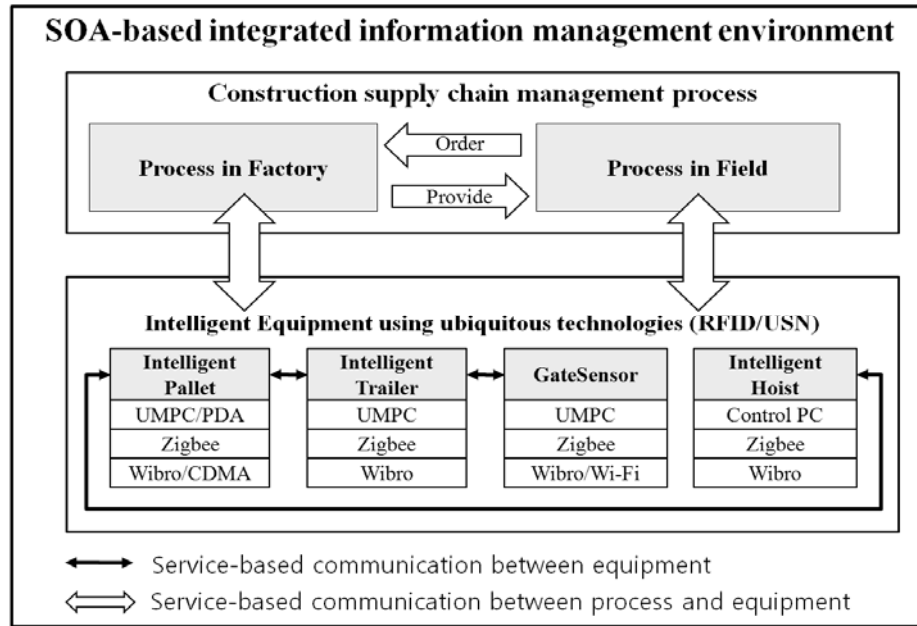 SOA-based integrated information management environment
Construction supply chain management process
Process in Factory
Order
Provide
Process in Field
Intelligent Equipment using ubiquitous technologies (RFID/USN)
Intelligent
Pallet
UMPC/PDA
Zigbee
Wibro/CDMA
Intelligent
Trailer
UMPC
Zigbee
Wibro
GateSensor
UMPC
Zigbee
Wibro/Wi-Fi
Intelligent
Hoist
Control PC
Zigbee
Wibro
Service-based communication between equipment
Service-based communication between process and equipment